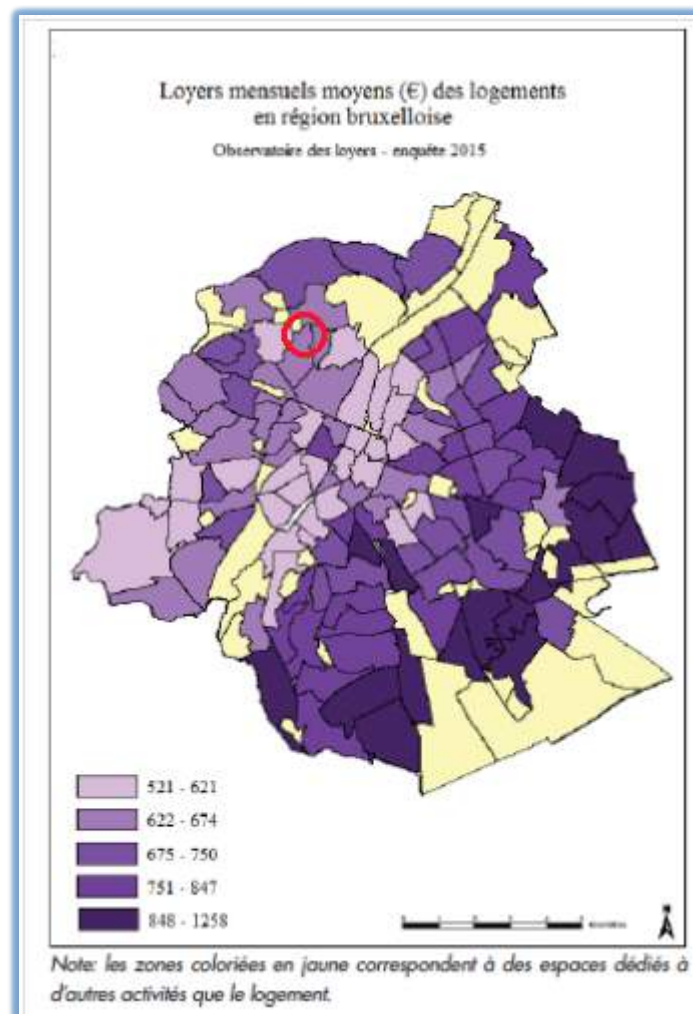 Loyers mensuels moyens (€) des logements
en région bruxelloise
Observatoire des loyers - enquête 2015
521 - 621
622 - 674
675 - 750
751 - 847
848 - 1258
Note: les zones coloriées en jaune correspondent à des espaces dédiés à
d'autres activités que le logement.